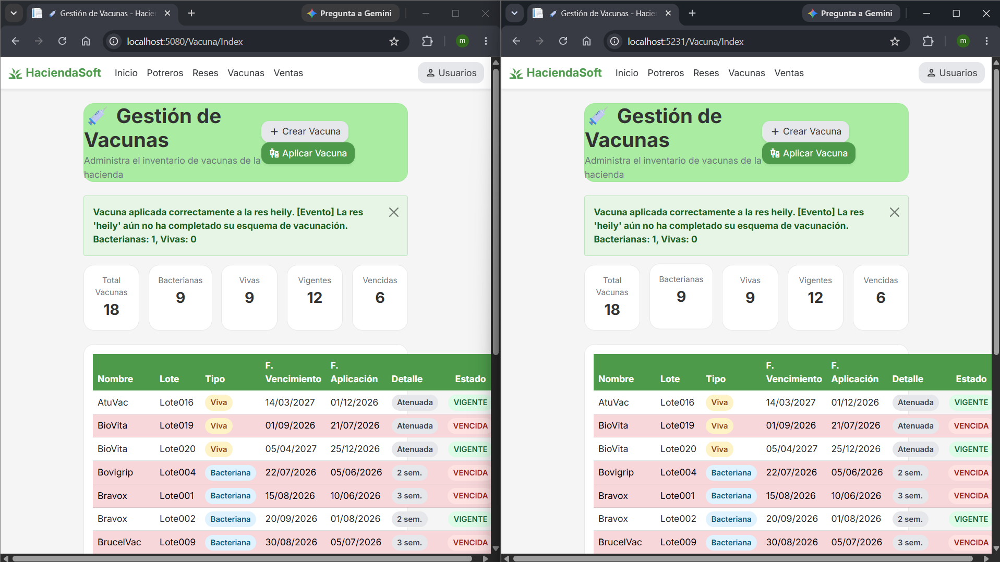 Gestión de Vacunas - Hacie
Pregunta a Gemini
localhost:5080/Vacuna/Index
m
HaciendaSoft
Inicio
Potreros
Reses
Vacunas
Ventas
Usuarios
Gestión de
Vacunas
Administra el inventario de vacunas de la
hacienda
Crear Vacuna
Aplicar Vacuna
Vacuna aplicada correctamente a la res heily. [Evento] La res
'heily' aún no ha completado su esquema de vacunación.
Bacterianas: 1, Vivas: 0
Total
Vacunas
18
Bacterianas
9
Vivas
9
Vigentes
12
Vencidas
6
Nombre Lote Tipo F. Vencimiento F. Aplicación Detalle Estado
AtuVac Lote016 Viva 14/03/2027 01/12/2026 Atenuada VIGENTE
BioVita Lote019 Viva 01/09/2026 21/07/2026 Atenuada VENCIDA
BioVita Lote020 Viva 05/04/2027 25/12/2026 Atenuada VIGENTE
Bovigrip Lote004 Bacteriana 22/07/2026 05/06/2026 2 sem. VENCIDA
Bravox Lote001 Bacteriana 15/08/2026 10/06/2026 3 sem. VENCIDA
Bravox Lote002 Bacteriana 20/09/2026 01/08/2026 2 sem. VIGENTE
BrucelVac Lote009 Bacteriana 30/08/2026 05/07/2026 3 sem. VENCIDA
Gestión de Vacunas - Hacie
Pregunta a Gemini
localhost:5231/Vacuna/Index
m
HaciendaSoft
Inicio
Potreros
Reses
Vacunas
Ventas
Usuarios
Gestión de
Vacunas
Administra el inventario de vacunas de la
hacienda
Crear Vacuna
Aplicar Vacuna
Vacuna aplicada correctamente a la res heily. [Evento] La res
'heily' aún no ha completado su esquema de vacunación.
Bacterianas: 1, Vivas: 0
Total
Vacunas
18
Bacterianas
9
Vivas
9
Vigentes
12
Vencidas
6
Nombre Lote Tipo F. Vencimiento F. Aplicación Detalle Estado
AtuVac Lote016 Viva 14/03/2027 01/12/2026 Atenuada VIGENTE
BioVita Lote019 Viva 01/09/2026 21/07/2026 Atenuada VENCIDA
BioVita Lote020 Viva 05/04/2027 25/12/2026 Atenuada VIGENTE
Bovigrip Lote004 Bacteriana 22/07/2026 05/06/2026 2 sem. VENCIDA
Bravox Lote001 Bacteriana 15/08/2026 10/06/2026 3 sem. VENCIDA
Bravox Lote002 Bacteriana 20/09/2026 01/08/2026 2 sem. VIGENTE
BrucelVac Lote009 Bacteriana 30/08/2026 05/07/2026 3 sem. VENCIDA